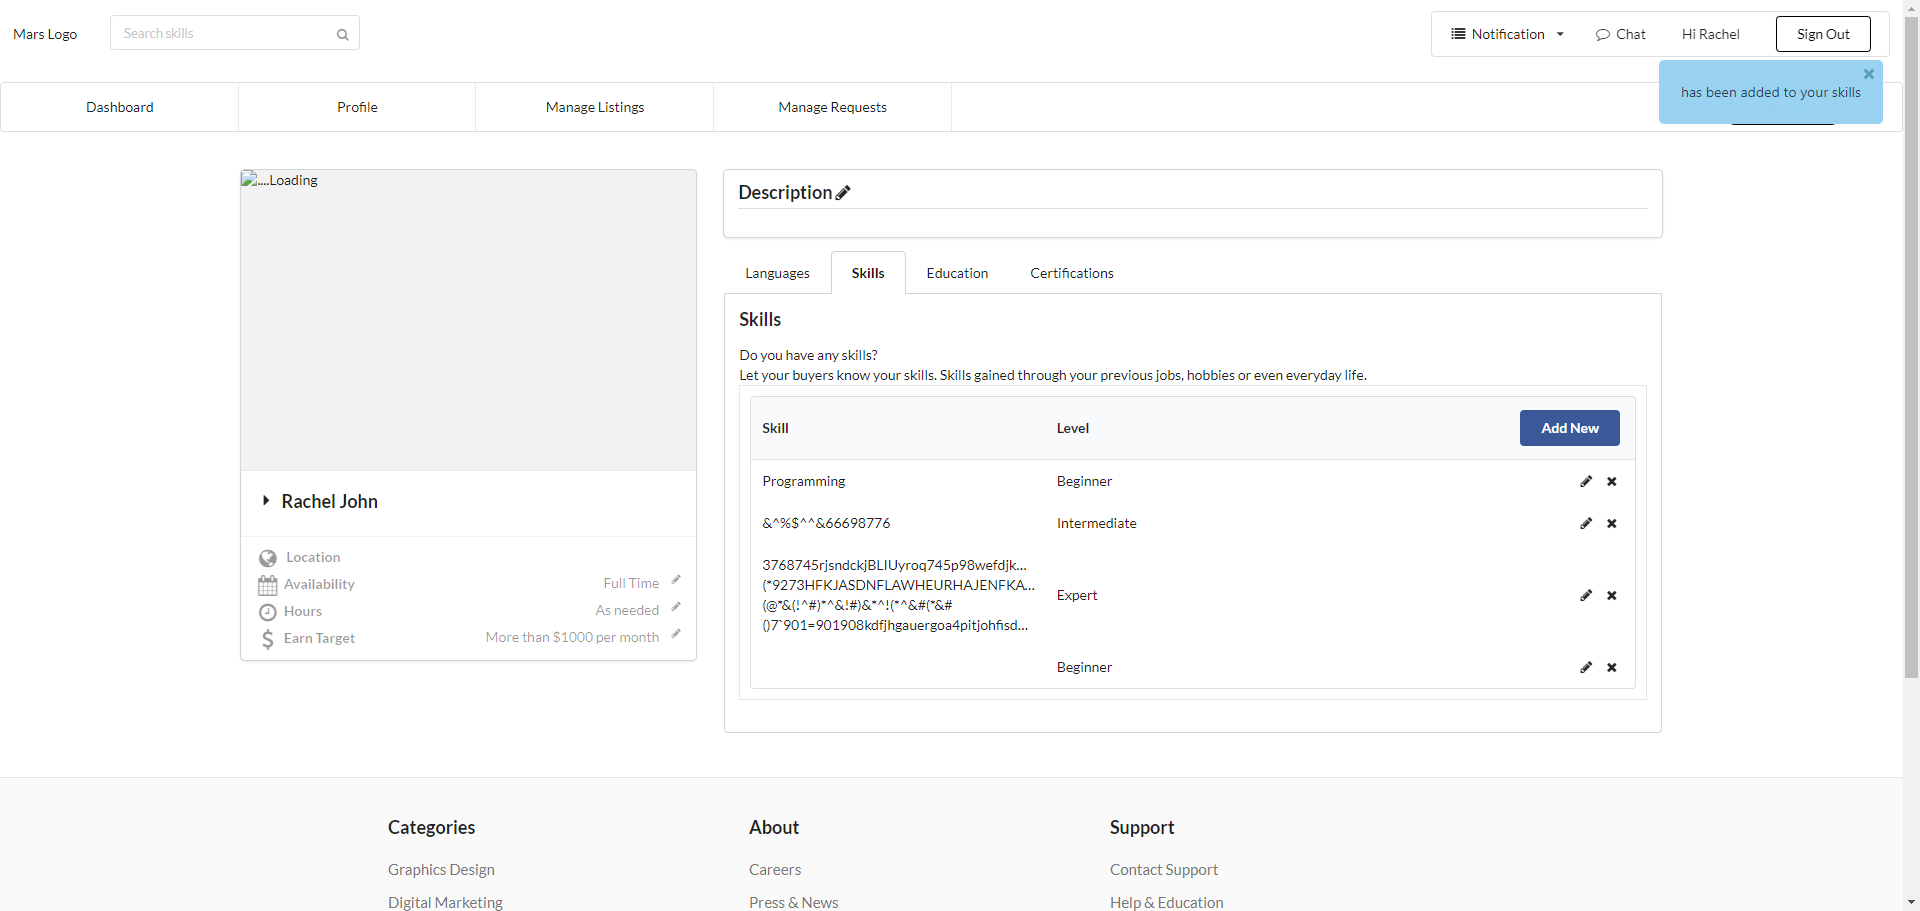 Mars Logo
Search skills
Notification
Chat
Hi Rachel
Sign Out
has been added to your skills
Dashboard
Profile
Manage Listings
Manage Requests
....Loading
Rachel John
Location
Availability
Full Time
Hours
As needed
Earn Target
More than $1000 per month
Description
Languages
Skills
Education
Certifications
Skills
Do you have any skills?
Let your buyers know your skills. Skills gained through your previous jobs, hobbies or even everyday life.
Skill
Level
Add New
Programming
Beginner
&^%$^^&66698776
Intermediate
3768745rjsndckjBLIUyroq745p98wefdjk...
(*9273HFKJASDNFLAWHEURHAJENFKA...
(@*&(!^#)*^&!#)&*^!(*^&#(*&#
()7`901=901908kdfjhgauergoa4pitjohfisd...
Expert
Beginner
Categories
Graphics Design
Digital Marketing
About
Careers
Press & News
Support
Contact Support
Help & Education